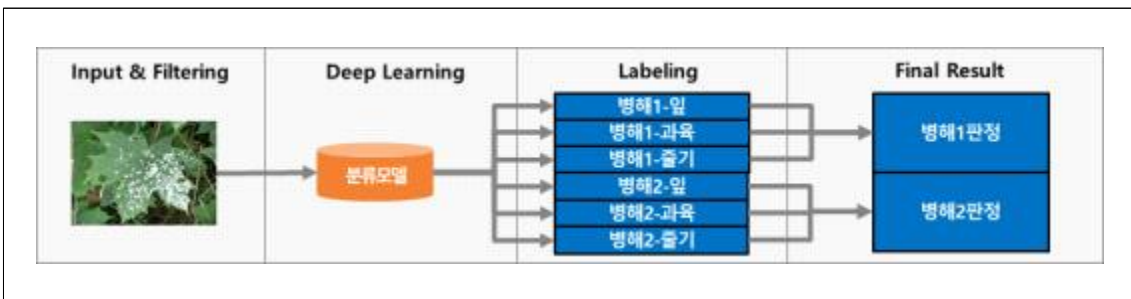 Input & Filtering
Deep Learning
Labeling
Final Result
분류모델
병해1-잎
병해1-과육
병해1-줄기
병해2-잎
병해2-과육
병해2-줄기
병해1판정
병해2판정